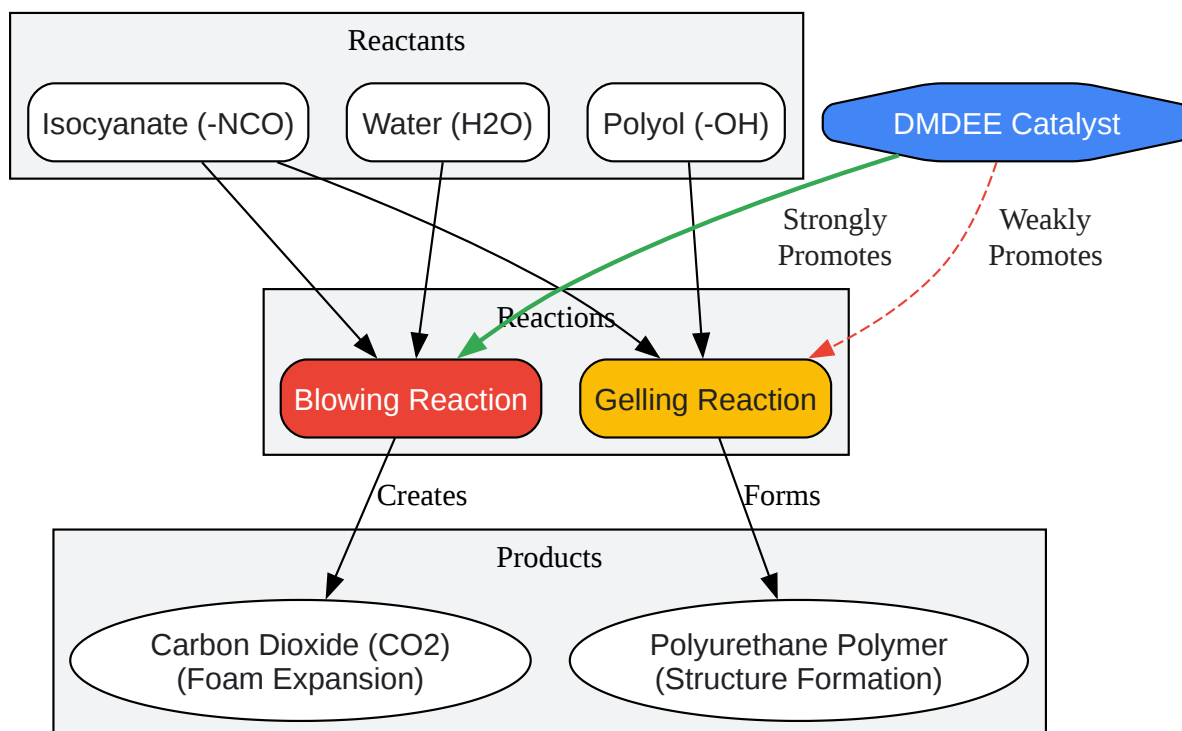 Reactants
Isocyanate (-NCO)
Water (H2O)
Polyol (-OH)
DMDEE Catalyst
Strongly
Promotes
Weakly
Promotes
Reactions
Blowing Reaction
Gelling Reaction
Creates
Forms
Products
Carbon Dioxide (CO2)
(Foam Expansion)
Polyurethane Polymer
(Structure Formation)